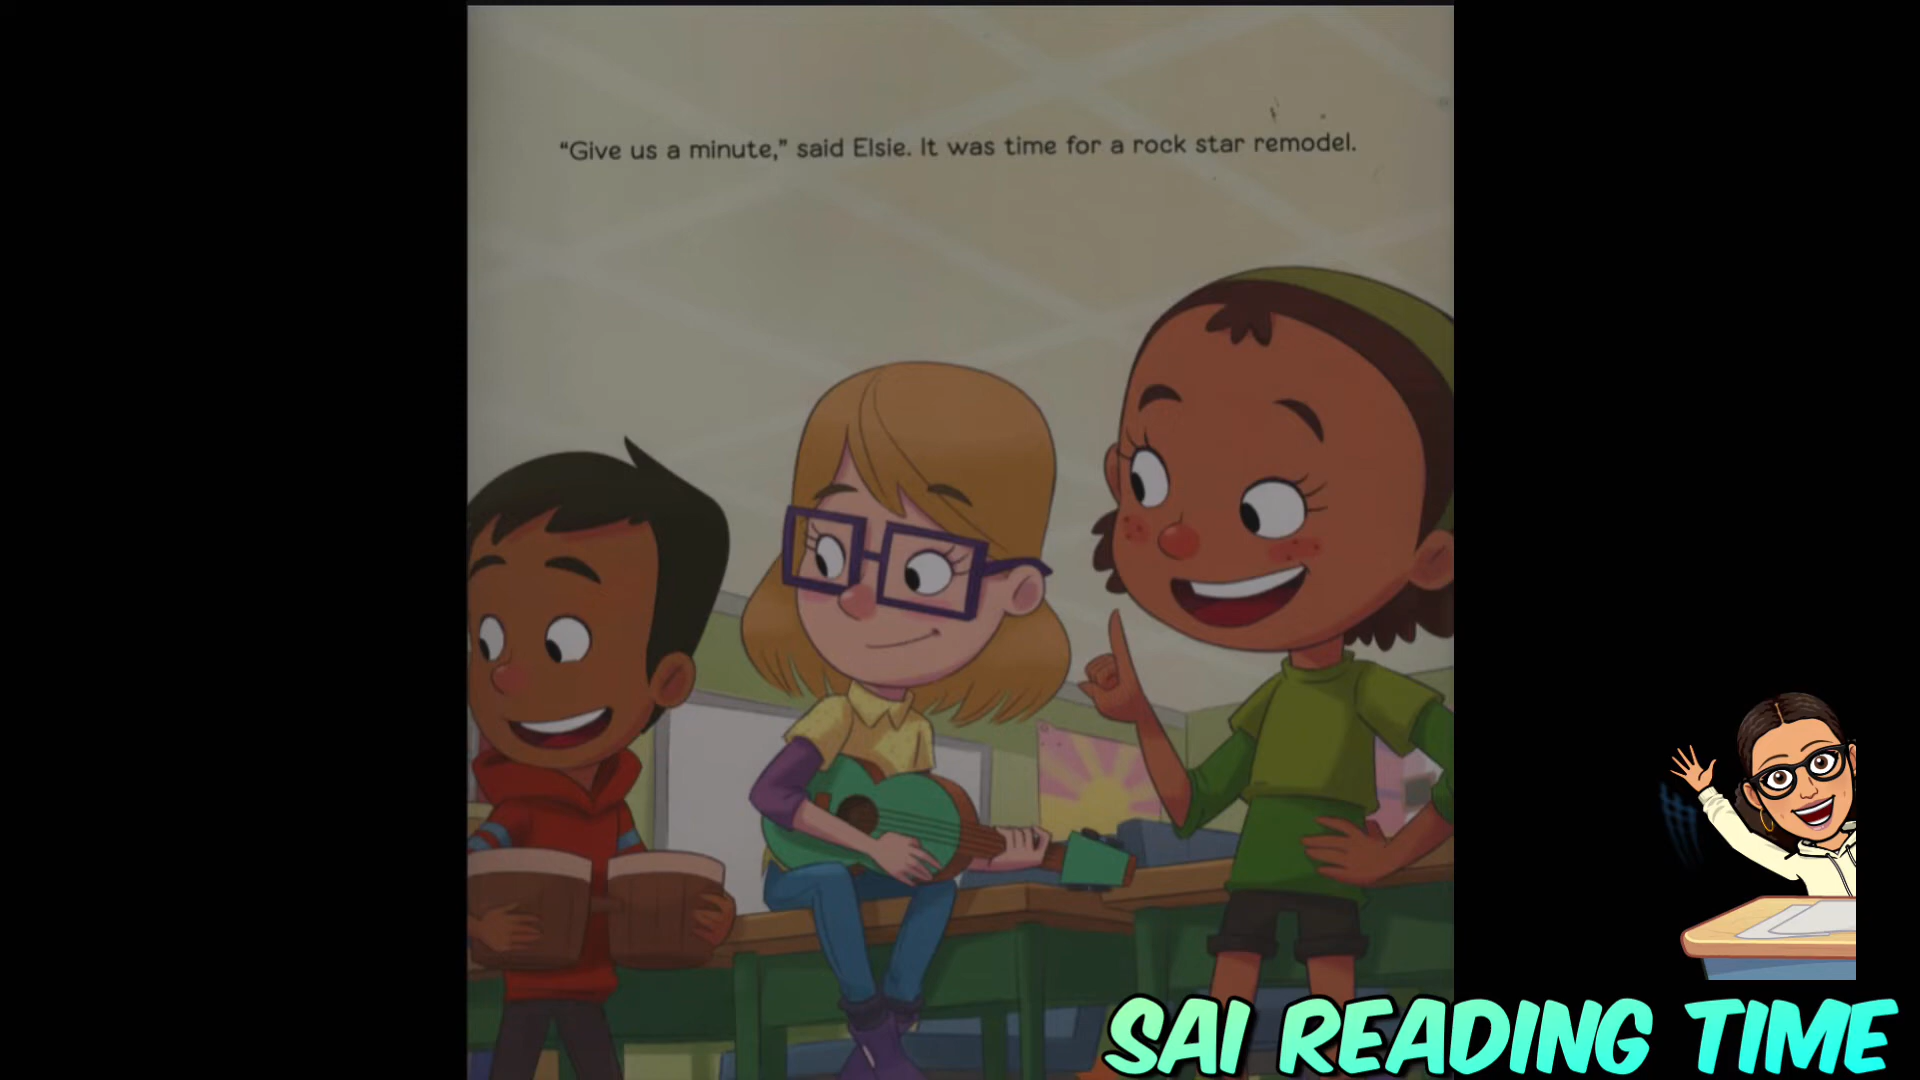 “Give us a minute,” said Elsie. It was time for a rock star remodel.
SAI READING TIME